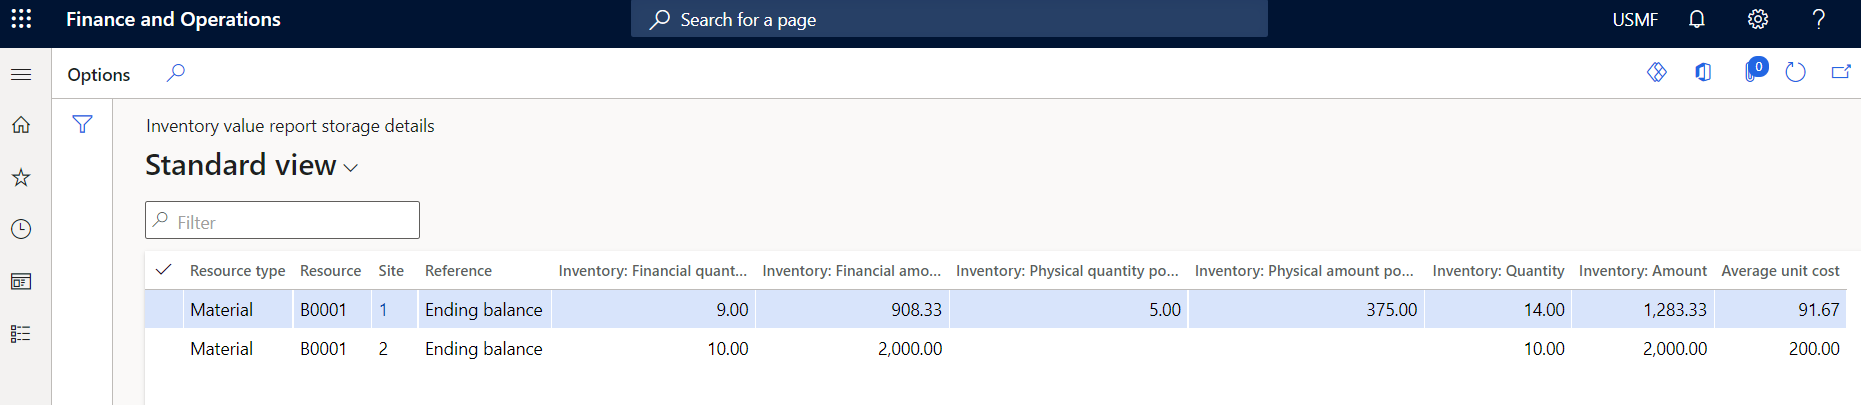 Finance and Operations Search for a page USMF ?
Options 0
Inventory value report storage details
Standard view
Filter
Resource type Resource Site Reference Inventory: Financial quant... Inventory: Financial amo... Inventory: Physical quantity po... Inventory: Physical amount po... Inventory: Quantity Inventory: Amount Average unit cost
Material B0001 1 Ending balance 9.00 908.33 5.00 375.00 14.00 1,283.33 91.67
Material B0001 2 Ending balance 10.00 2,000.00 10.00 2,000.00 200.00